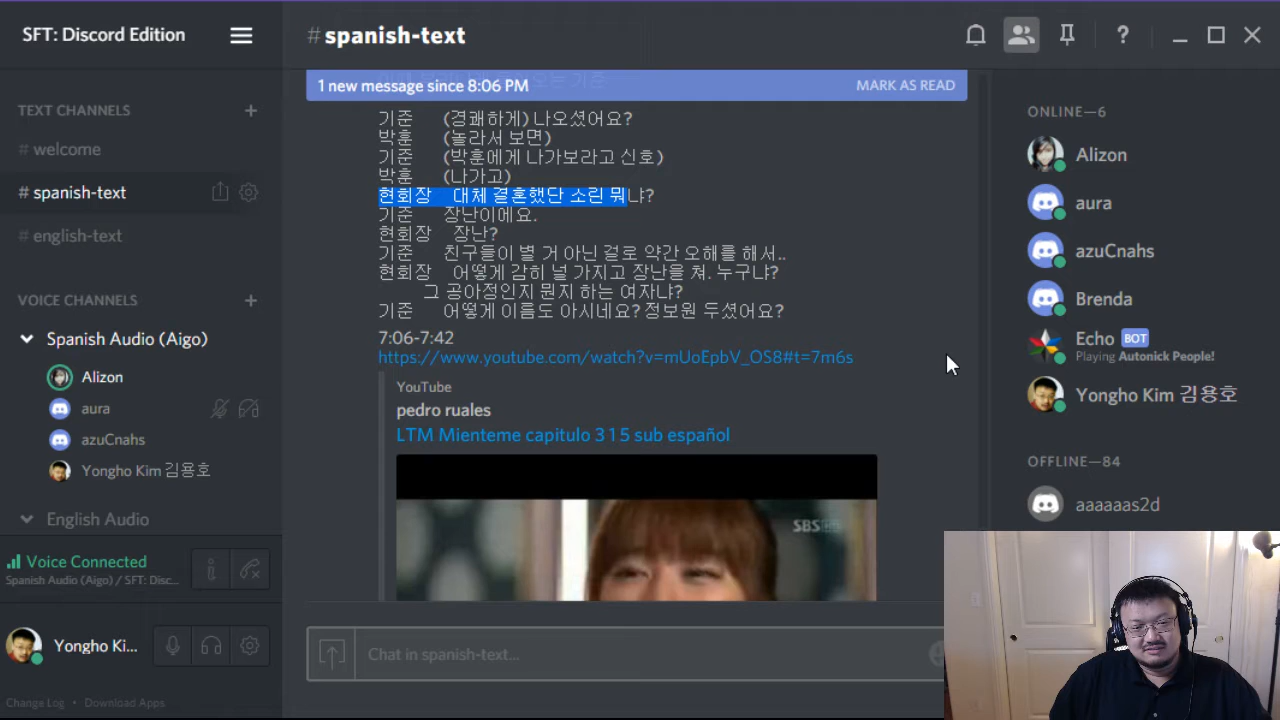 SFT: Discord Edition
#spanish-text
1 new message since 8:06 PM
MARK AS READ
TEXT CHANNELS
# welcome
# spanish-text
# english-text
VOICE CHANNELS
Spanish Audio (Aigo)
Alizon
aura
azuCnahs
Yongho Kim 김용호
English Audio
Voice Connected
Spanish Audio (Aigo) / SFT: Disc...
Yongho Ki...
Change Log • Download Apps
기준 (경쾌하게) 나오셨어요?
박훈 (놀라서 보면)
기준 (박훈에게 나가보라고 신호)
박훈 (나가고)
현회장 대체 결혼했단 소린 뭐냐?
기준 장난이에요.
현회장 장난?
기준 친구들이 별 거 아닌 걸로 약간 오해를 해서..
현회장 어떻게 감히 널 가지고 장난을 쳐. 누구냐?
그 공아정인지 뭔지 하는 여자냐?
기준 어떻게 이름도 아시네요? 정보원 두셨어요?
7:06-7:42
https://www.youtube.com/watch?v=mUoEpbV_OS8#t=7m6s
YouTube
pedro ruales
LTM Mienteme capitulo 3 1 5 sub español
SBS
Chat in spanish-text...
ONLINE—6
Alizon
aura
azuCnahs
Brenda
Echo BOT
Playing Autonick People!
Yongho Kim 김용호
OFFLINE—84
aaaaaas2d